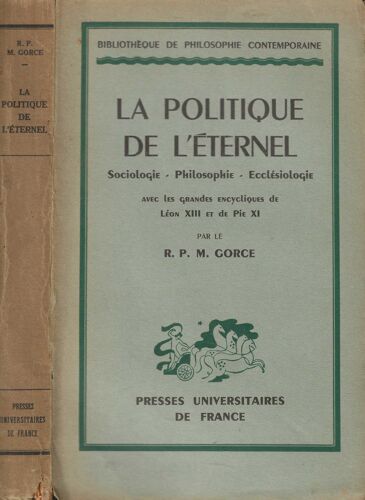 R. P.
M. GORCE
LA
POLITIQUE
DE
L'ÉTERNEL
PRESSES
UNIVERSITAIRES
DE FRANCE
BIBLIOTHÈQUE DE PHILOSOPHIE CONTEMPORAINE
LA POLITIQUE
DE L'ÉTERNEL
Sociologie - Philosophie - Ecclésiologie
AVEC LES GRANDES ENCYCLIQUES DE
LÉON XIII ET DE PIE XI
PAR LE
R. P. M. GORCE
PRESSES UNIVERSITAIRES
DE FRANCE